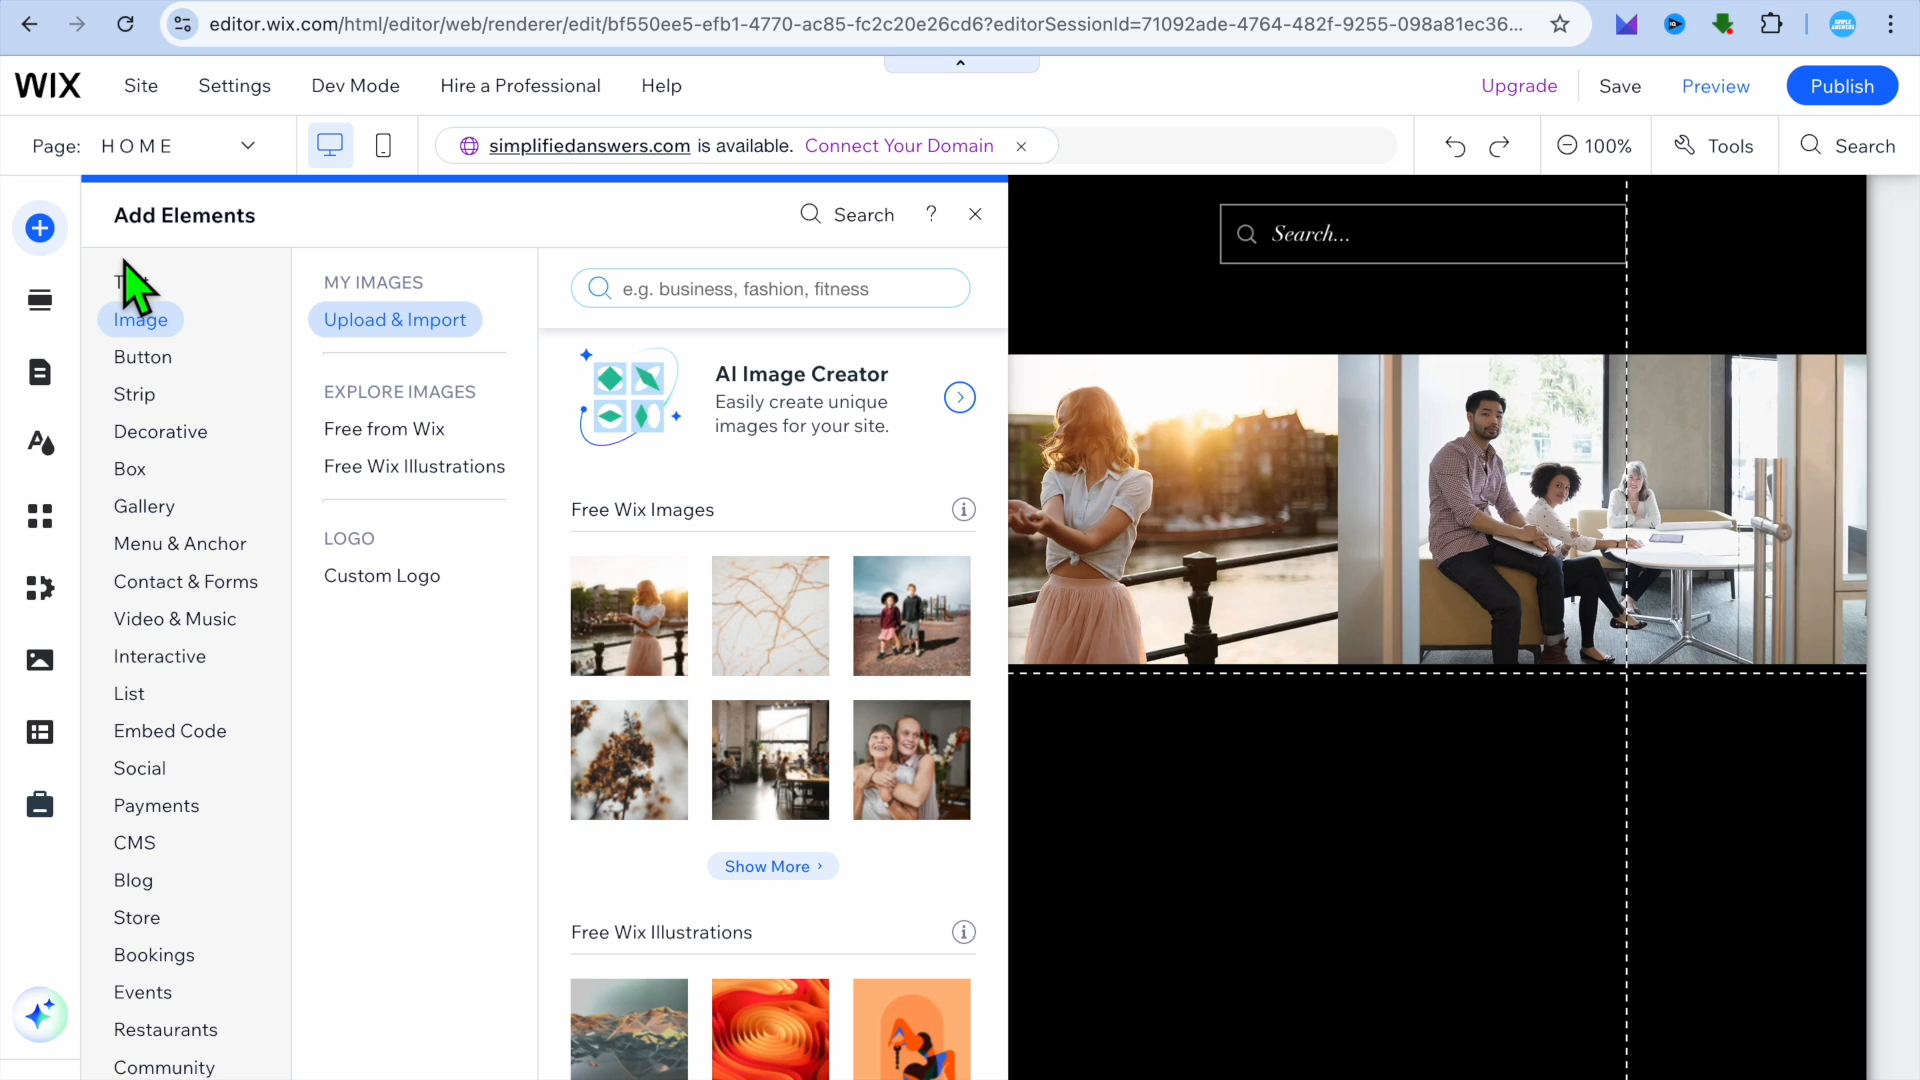 editor.wix.com/html/editor/web/renderer/edit/bf550ee5-efb1-4770-ac85-fc2c20e26cd6?editorSessionId=71092ade-4764-482f-9255-098a81ec36...
WIX
Site
Settings
Dev Mode
Hire a Professional
Help
Upgrade
Save
Preview
Publish
Page: HOME
simplifiedanswers.com is available. Connect Your Domain
100%
Tools
Search
Add Elements
Search
?
Image
Button
Strip
Decorative
Box
Gallery
Menu & Anchor
Contact & Forms
Video & Music
Interactive
List
Embed Code
Social
Payments
CMS
Blog
Store
Bookings
Events
Restaurants
Community
MY IMAGES
Upload & Import
EXPLORE IMAGES
Free from Wix
Free Wix Illustrations
LOGO
Custom Logo
e.g. business, fashion, fitness
AI Image Creator
Easily create unique
images for your site.
Free Wix Images
Show More
Free Wix Illustrations
Search...